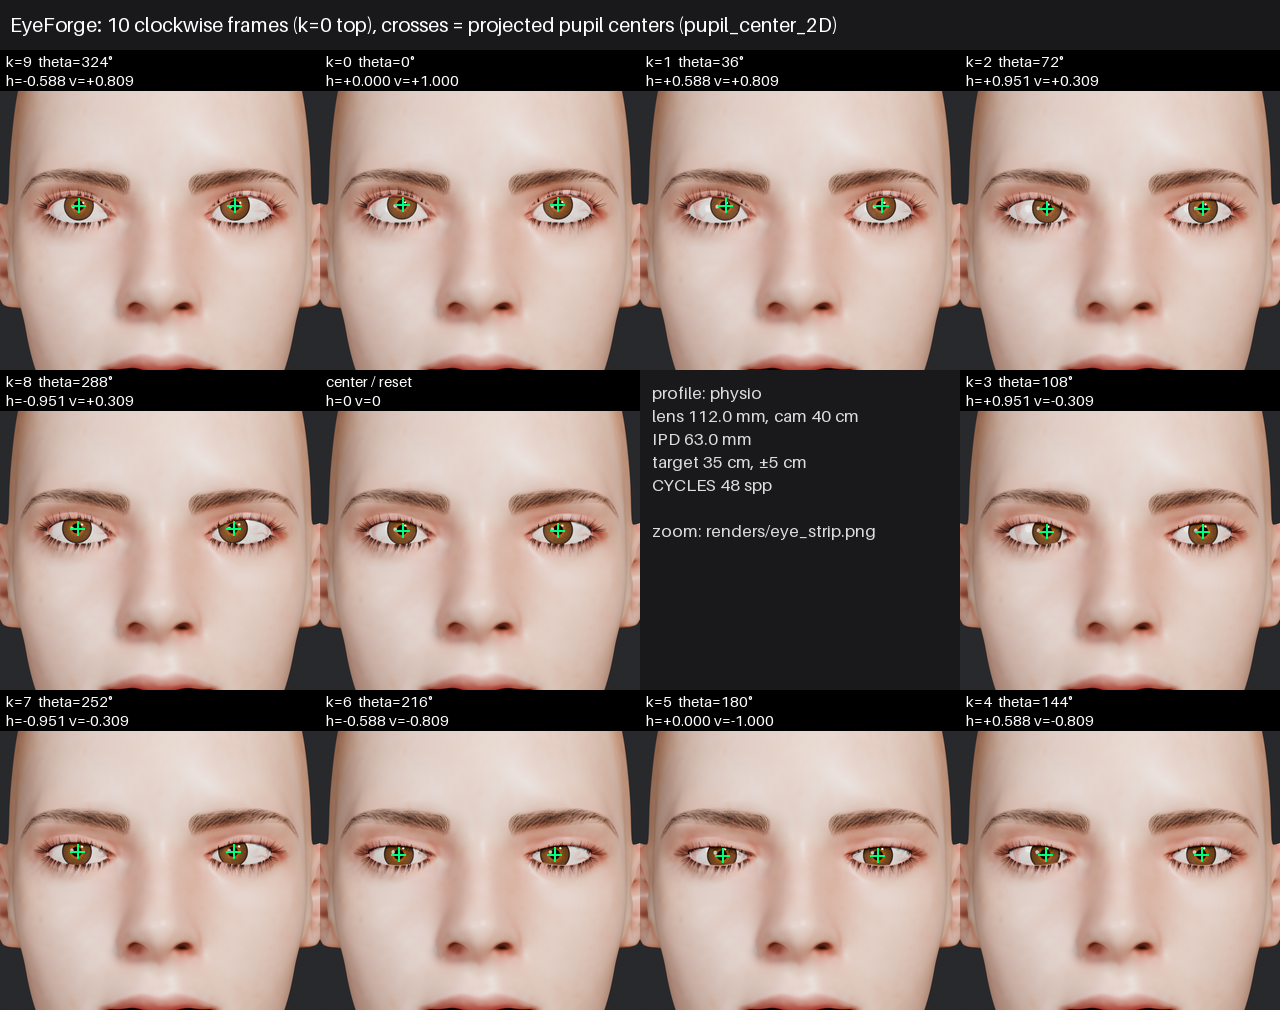 EyeForge: 10 clockwise frames (k=0 top), crosses = projected pupil centers (pupil_center_2D)
k=9 theta=324°
h=-0.588 v=+0.809
k=0 theta=0°
h=+0.000 v=+1.000
k=1 theta=36°
h=+0.588 v=+0.809
k=2 theta=72°
h=+0.951 v=+0.309
k=8 theta=288°
h=-0.951 v=+0.309
center / reset
h=0 v=0
profile: physio
lens 112.0 mm, cam 40 cm
IPD 63.0 mm
target 35 cm, ±5 cm
CYCLES 48 spp
zoom: renders/eye_strip.png
k=3 theta=108°
h=+0.951 v=-0.309
k=7 theta=252°
h=-0.951 v=-0.309
k=6 theta=216°
h=-0.588 v=-0.809
k=5 theta=180°
h=+0.000 v=-1.000
k=4 theta=144°
h=+0.588 v=-0.809